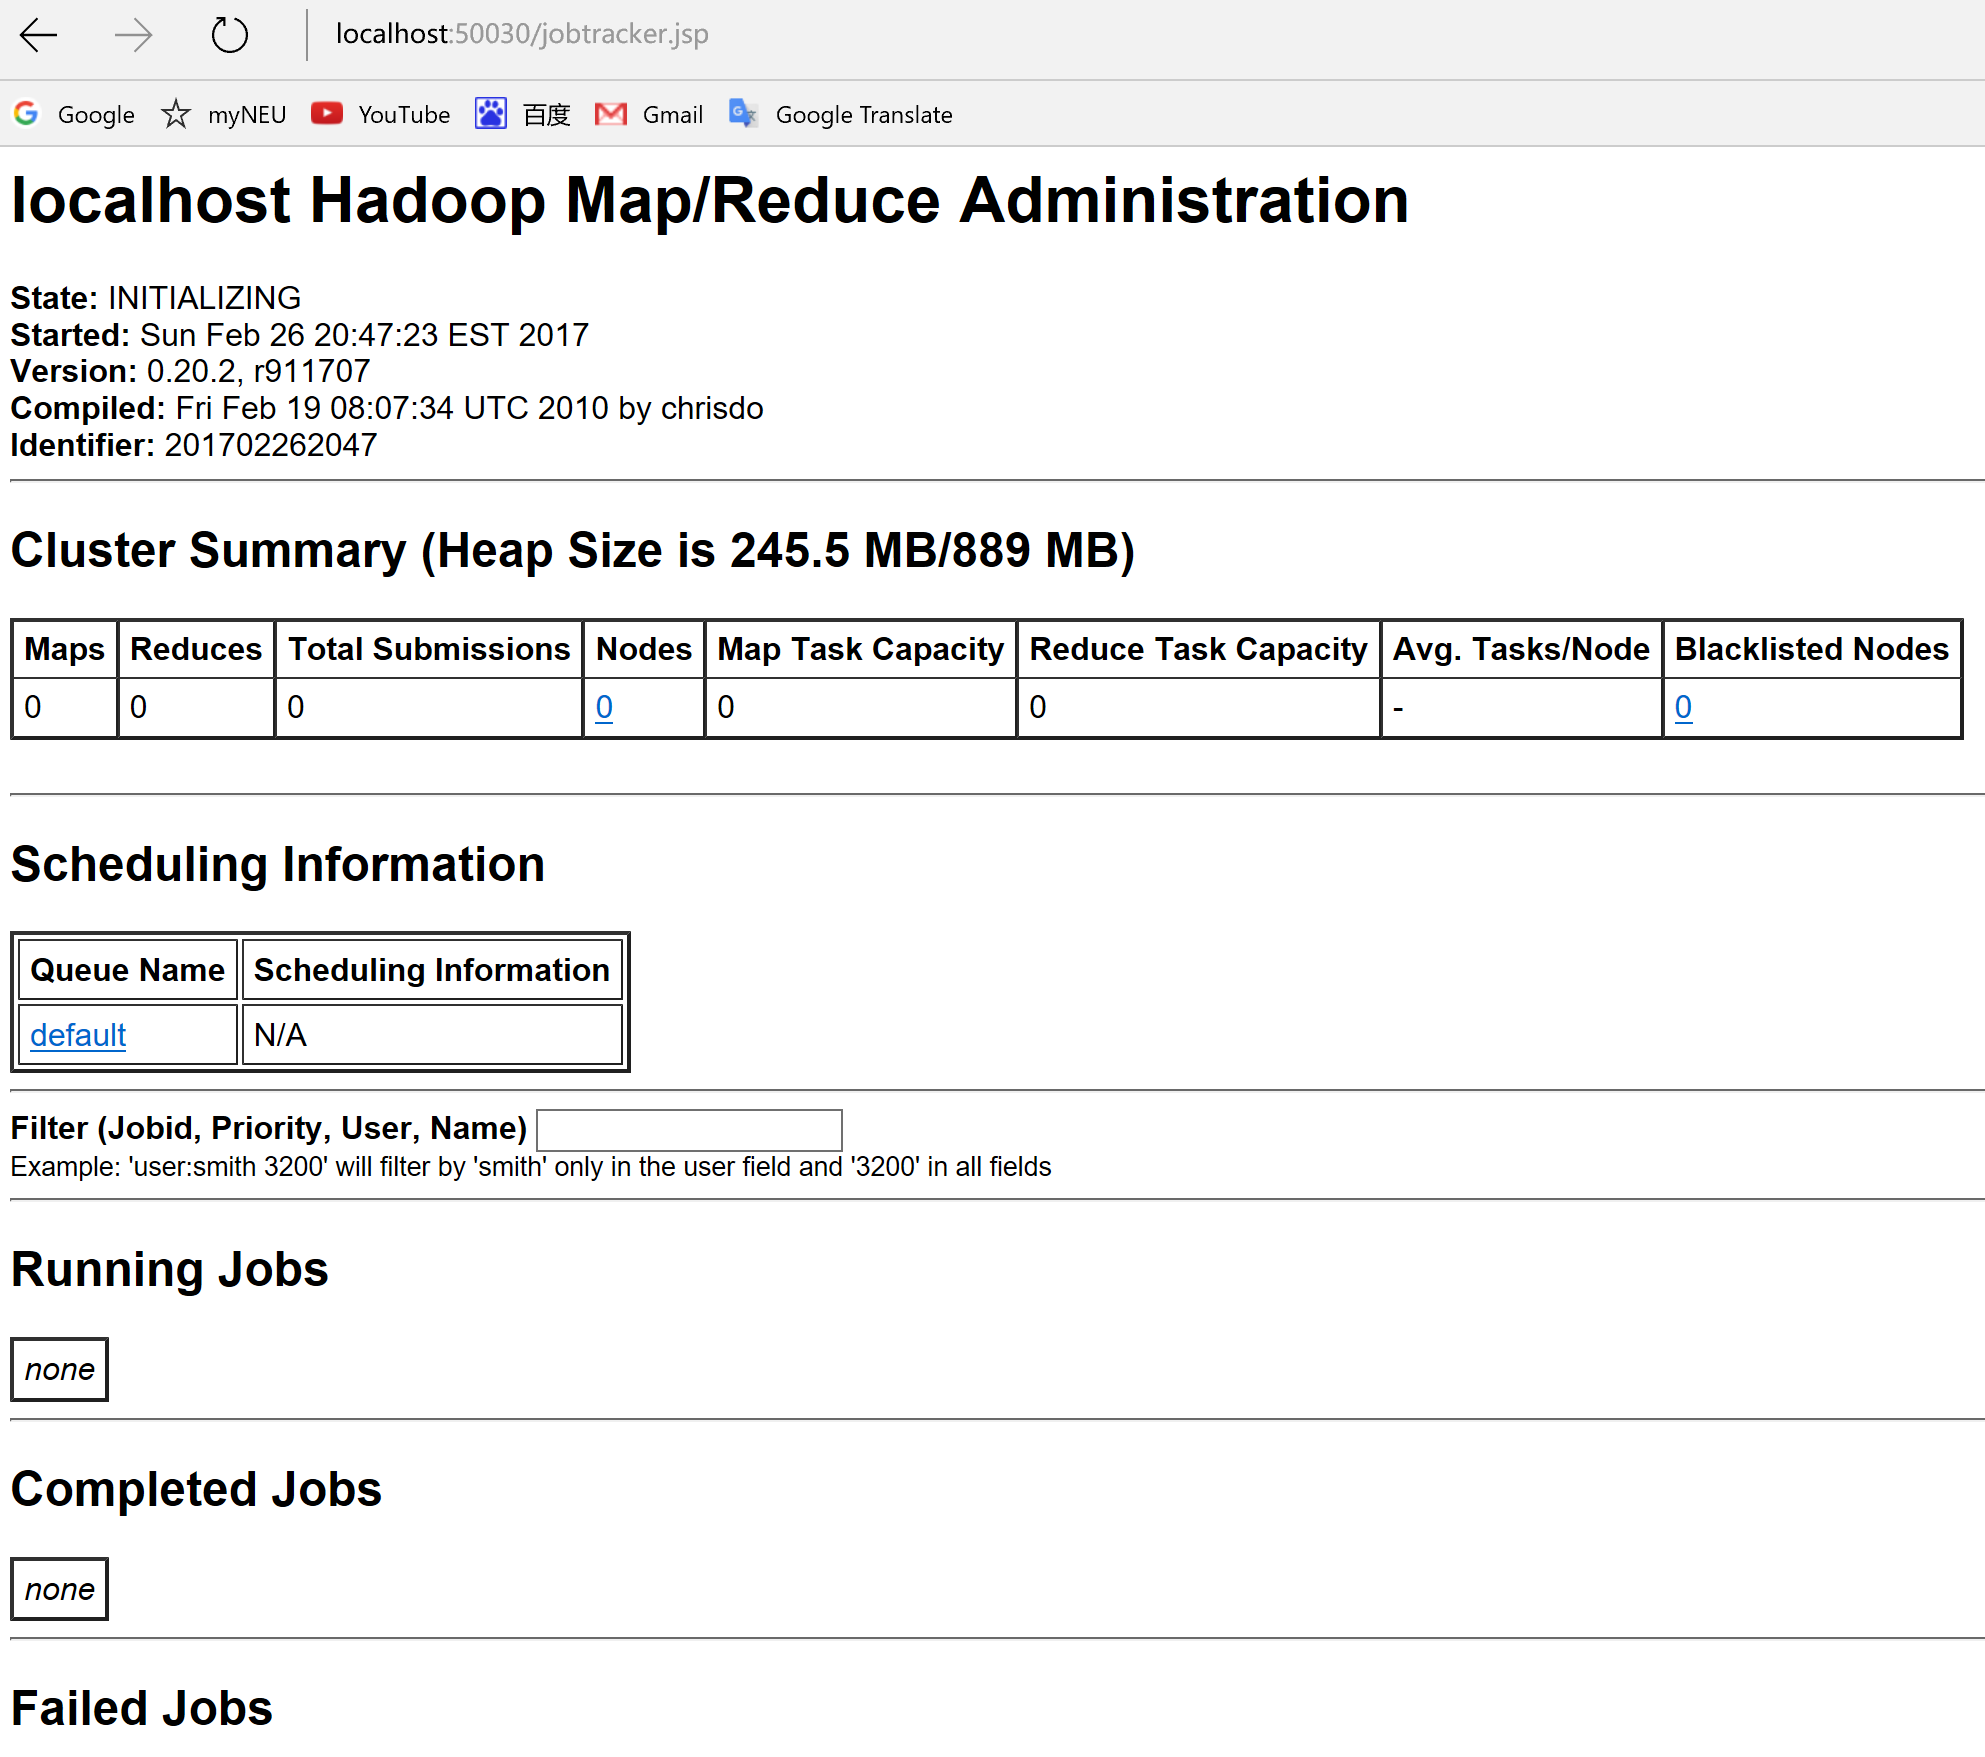 localhost:50030/jobtracker.jsp
Google myNEU YouTube 百度 Gmail Google Translate
localhost Hadoop Map/Reduce Administration
State: INITIALIZING
Started: Sun Feb 26 20:47:23 EST 2017
Version: 0.20.2, r911707
Compiled: Fri Feb 19 08:07:34 UTC 2010 by chrisdo
Identifier: 201702262047
Cluster Summary (Heap Size is 245.5 MB/889 MB)
Maps Reduces Total Submissions Nodes Map Task Capacity Reduce Task Capacity Avg. Tasks/Node Blacklisted Nodes
0 0 0 0 0 0 - 0
Scheduling Information
Queue Name Scheduling Information
default N/A
Filter (Jobid, Priority, User, Name)
Example: 'user:smith 3200' will filter by 'smith' only in the user field and '3200' in all fields
Running Jobs
none
Completed Jobs
none
Failed Jobs